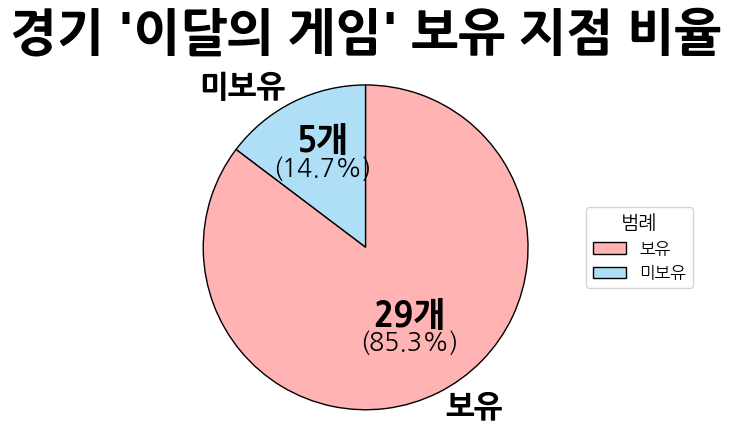 경기 '이달의 게임' 보유 지점 비율
미보유
5개
(14.7%)
범례
보유
미보유
29개
(85.3%)
보유